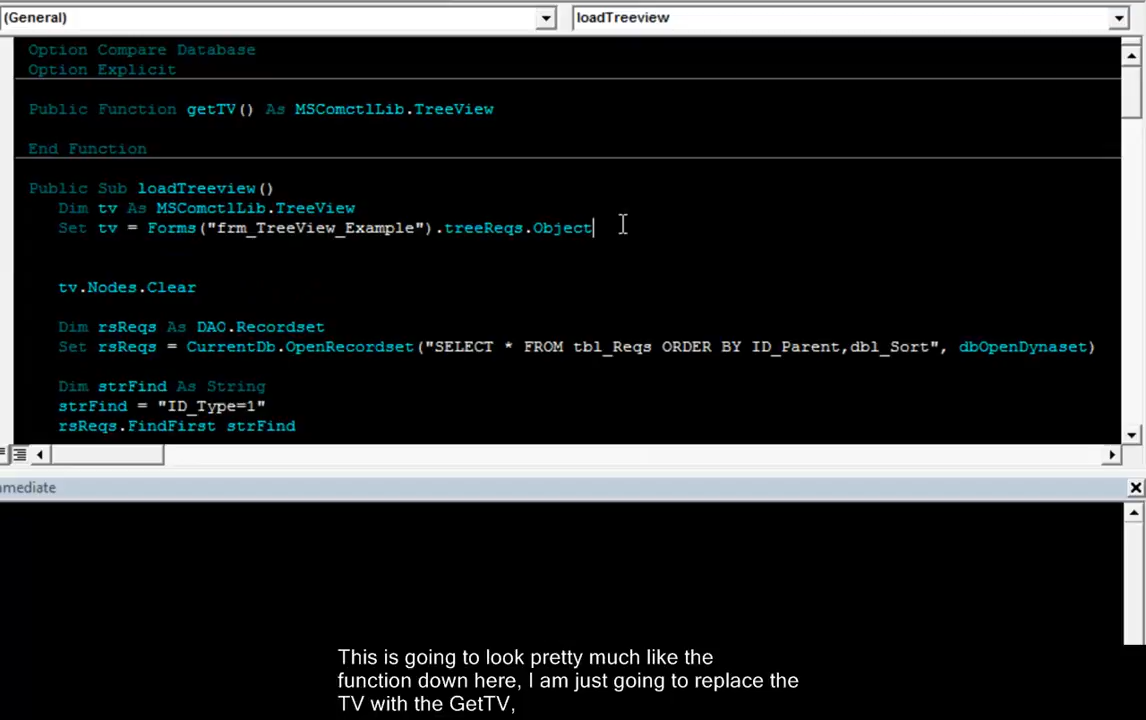 (General)
loadTreeview
Option Compare Database
Option Explicit
Public Function getTV() As MSComctlLib.TreeView
End Function
Public Sub loadTreeview()
Dim tv As MSComctlLib.TreeView
Set tv = Forms("frm_TreeView_Example").treeReqs.Object
tv.Nodes.Clear
Dim rsReqs As DAO.Recordset
Set rsReqs = CurrentDb.OpenRecordset("SELECT * FROM tbl_Reqs ORDER BY ID_Parent,dbl_Sort", dbOpenDynaset)
Dim strFind As String
strFind = "ID_Type=1"
rsReqs.FindFirst strFind
mmediate
This is going to look pretty much like the
function down here, I am just going to replace the
TV with the GetTV,